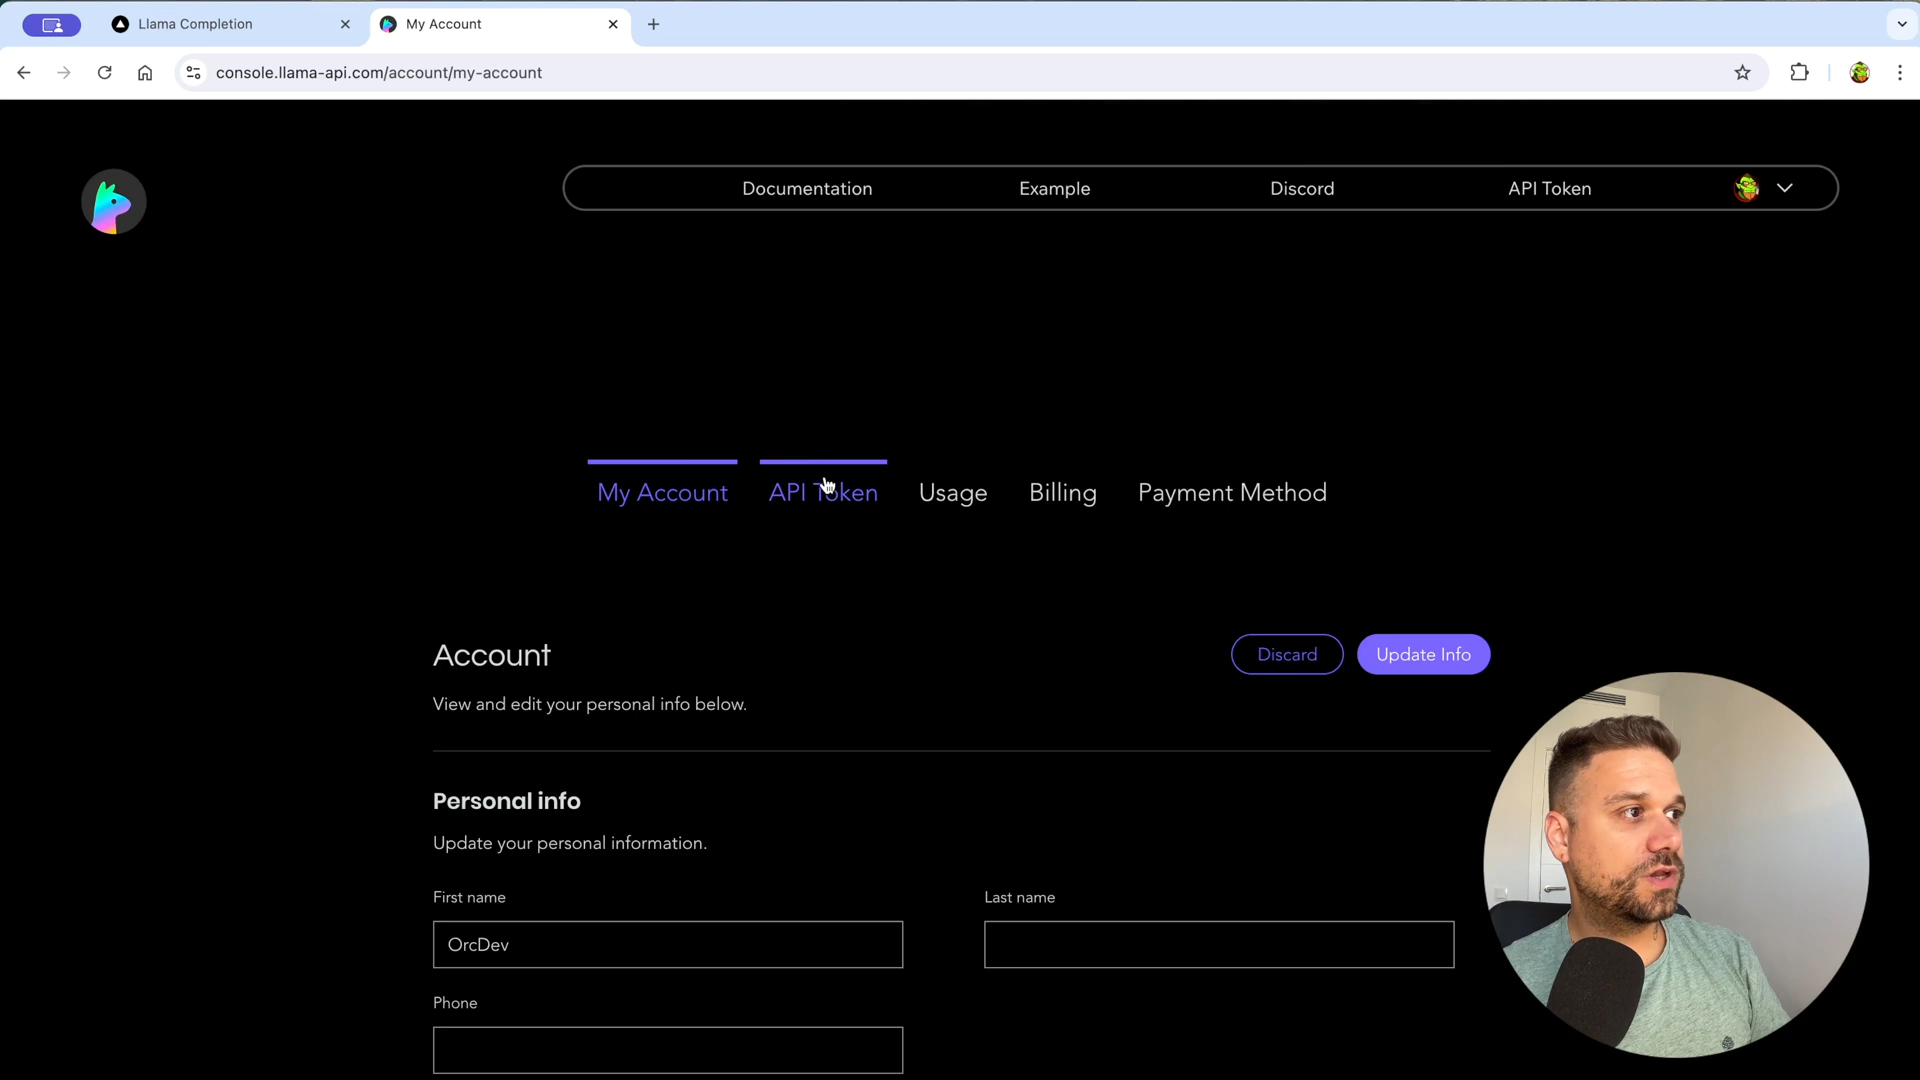 Llama Completion
My Account
console.llama-api.com/account/my-account
Documentation
Example
Discord
API Token
My Account
API Token
Usage
Billing
Payment Method
Account
Discard
Update Info
View and edit your personal info below.
Personal info
Update your personal information.
First name
Last name
OrcDev
Phone